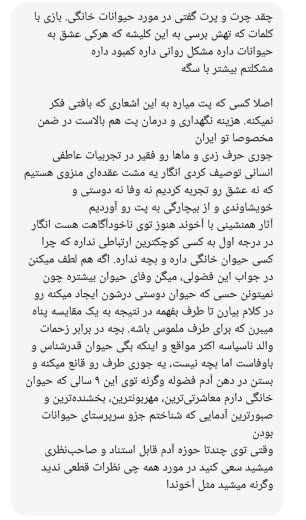 چقد چرت و پرت گفتی در مورد حیوانات خانگی. بازی با
کلمات که تهش برسی به این کلیشه که هرکی عشق به
حیوانات داره مشکل روانی داره کمبود داره
مشکلتم بیشتر با سگه
اصلا کسی که پت میاره به این اشعاری که بافتی فکر
نمیکنه. هزینه نگهداری و درمان پت هم بالاست در ضمن
مخصوصا تو ایران
جوری حرف زدی و ماها رو فقیر در تجربیات عاطفی
انسانی توصیف کردی انگار یه مشت عقده‌ای منزوی هستیم
که نه عشق رو تجربه کردیم نه وفا نه دوستی و
خویشاوندی و از بیچارگی به پت رو آوردیم
آثار همنشینی با آخوند هنوز توی ناخودآگاهت هست انگار
در درجه اول به کسی کوچکترین ارتباطی نداره که چرا
کسی حیوان خانگی داره و بچه نداره. اگه هم لطف میکنن
در جواب این فضولی، میگن وفای حیوان بیشتره چون
نمیتونن حسی که حیوان دوستی درشون ایجاد میکنه رو
در کلام بیارن تا طرف بفهمه در نتیجه به یک مقایسه پناه
میبرن که برای طرف ملموس باشه. بچه در برابر زحمات
والد ناسپاسه اکثر مواقع و اینکه بگی حیوان قدرشناس و
باوفاست اما بچه نیست، یه جوری طرف رو قانع میکنه و
بستن در دهن آدم فضوله وگرنه توی این ۹ سالی که حیوان
خانگی دارم معاشرتی‌ترین، مهربونترین، بخشنده‌ترین و
صبورترین آدمایی که شناختم جزو سرپرستای حیوانات
بودن
وقتی توی چندتا حوزه آدم قابل استناد و صاحب‌نظری
میشید سعی کنید در مورد همه چی نظرات قطعی ندید
وگرنه میشید مثل آخوندا